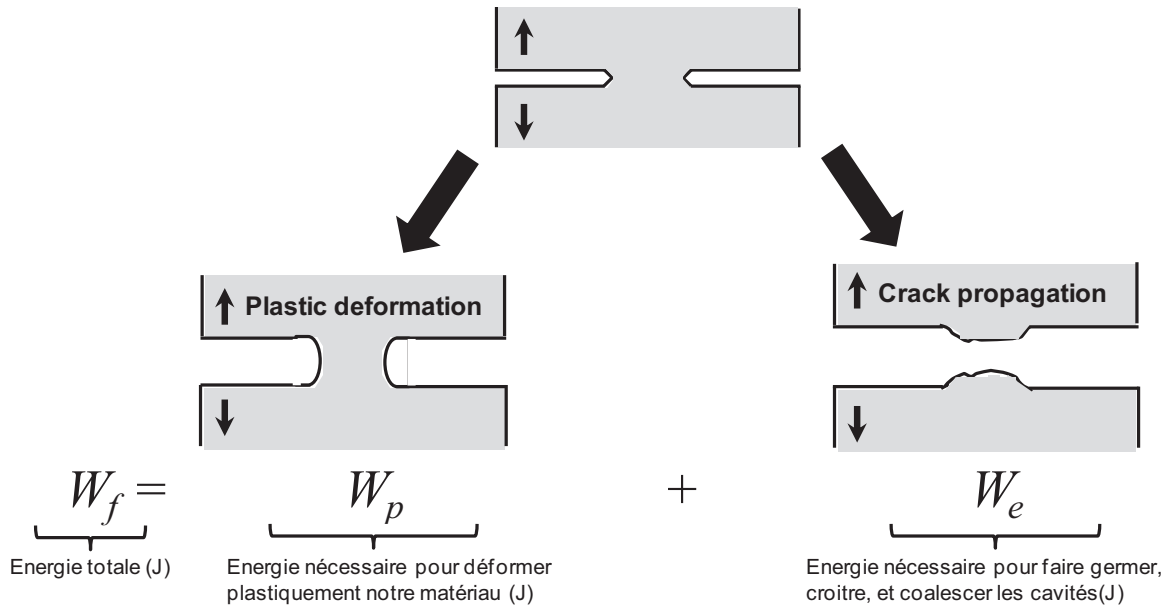 Plastic deformation
Crack propagation
W_f = W_p + W_e
Energie totale (J)
Energie nécessaire pour déformer
plastiquement notre matériau (J)
Energie nécessaire pour faire germer,
croitre, et coalescer les cavités(J)